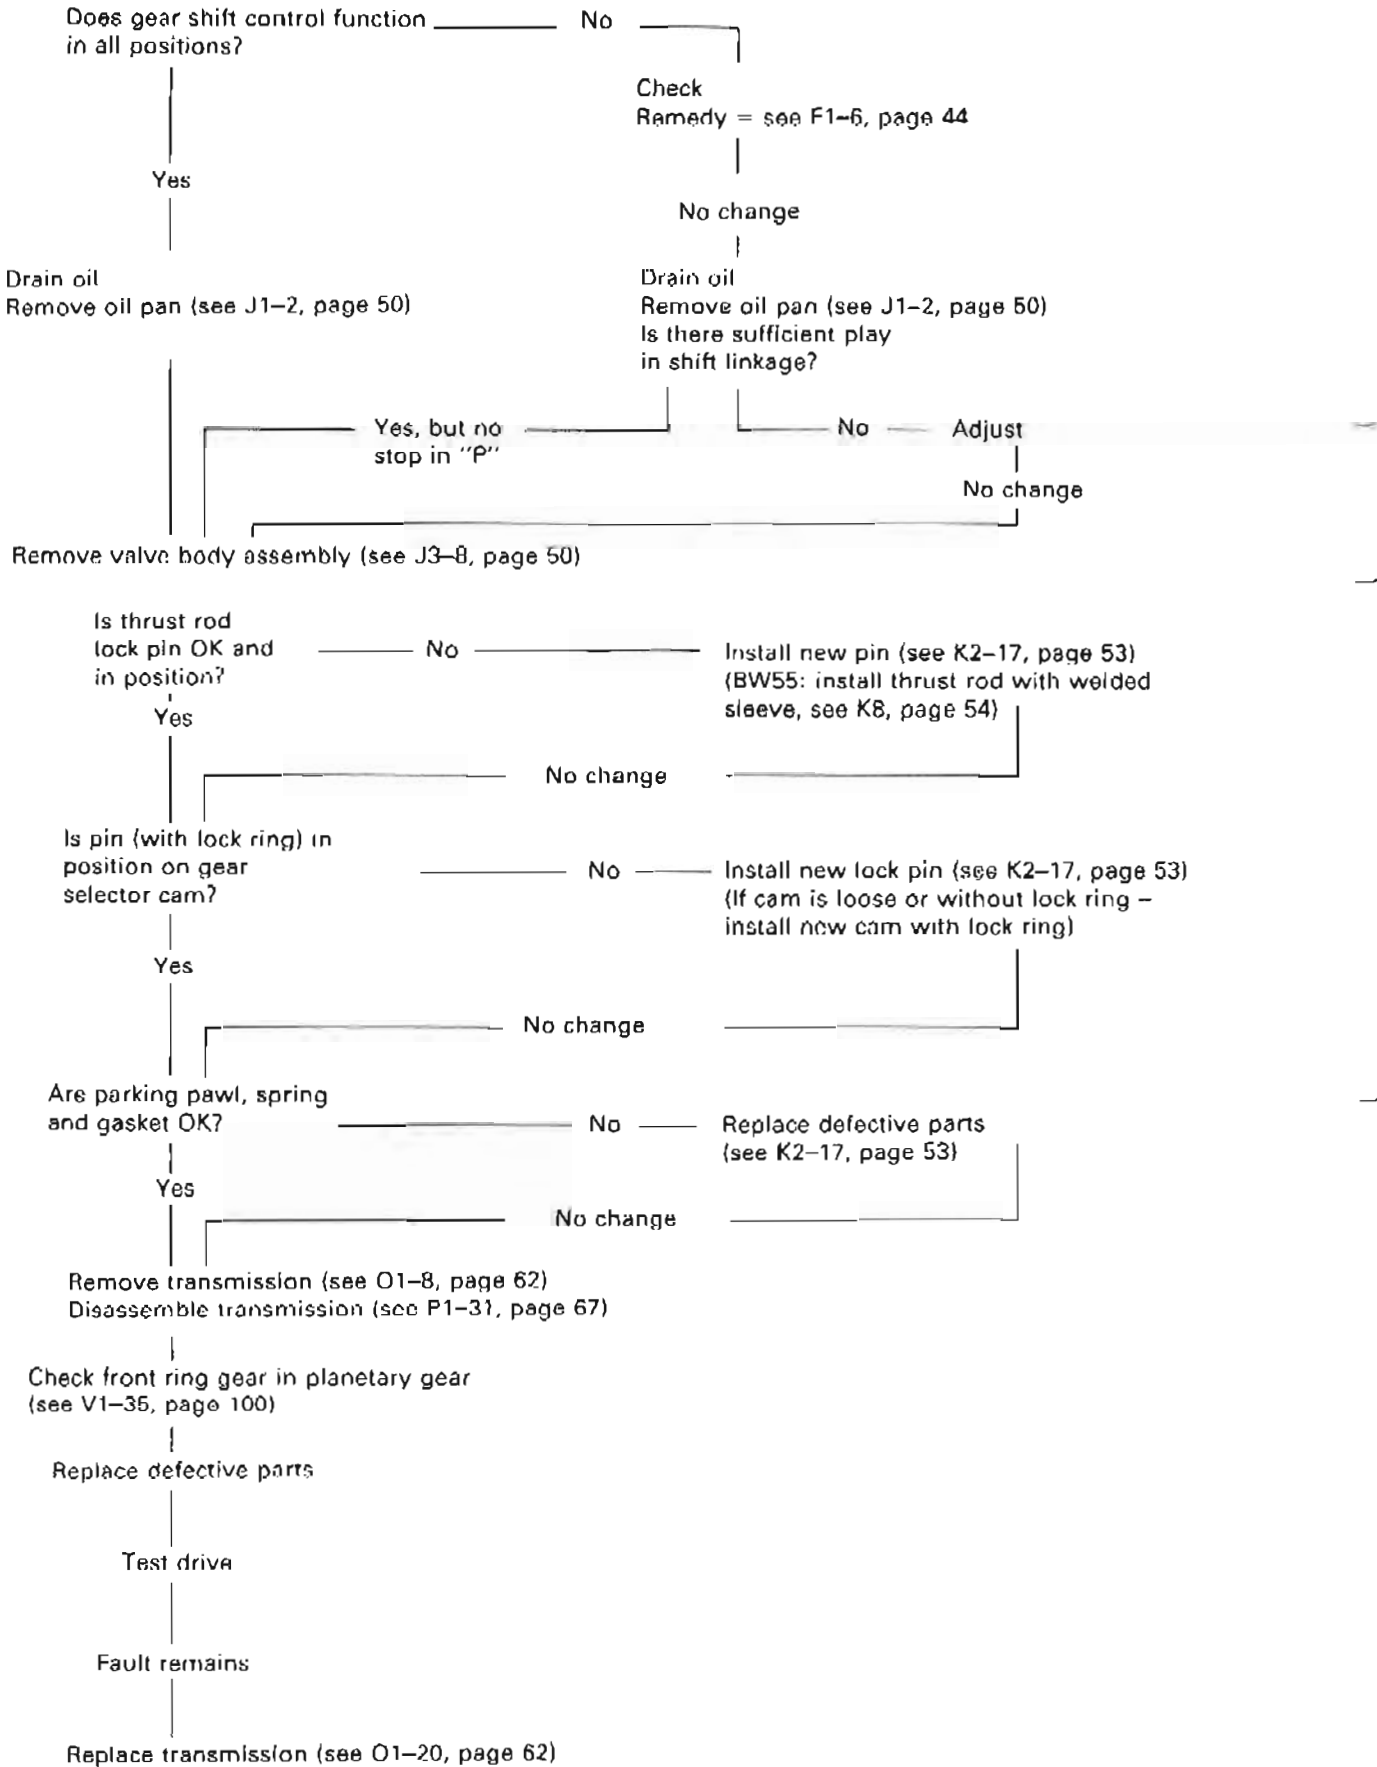 Does gear shift control function
in all positions?
No
Check
Remedy = see F1–6, page 44
Yes
No change
Drain oil
Remove oil pan (see J1–2, page 50)
Drain oil
Remove oil pan (see J1–2, page 50)
Is there sufficient play
in shift linkage?
Yes, but no
stop in "P"
No
Adjust
No change
Remove valve body assembly (see J3–8, page 50)
Is thrust rod
lock pin OK and
in position?
No
Install new pin (see K2–17, page 53)
(BW55: install thrust rod with welded
sleeve, see K8, page 54)
Yes
No change
Is pin (with lock ring) in
position on gear
selector cam?
No
Install new lock pin (see K2–17, page 53)
(If cam is loose or without lock ring –
install new cam with lock ring)
Yes
No change
Are parking pawl, spring
and gasket OK?
No
Replace defective parts
(see K2–17, page 53)
Yes
No change
Remove transmission (see O1–8, page 62)
Disassemble transmission (see P1–31, page 67)
Check front ring gear in planetary gear
(see V1–35, page 100)
Replace defective parts
Test drive
Fault remains
Replace transmission (see O1–20, page 62)